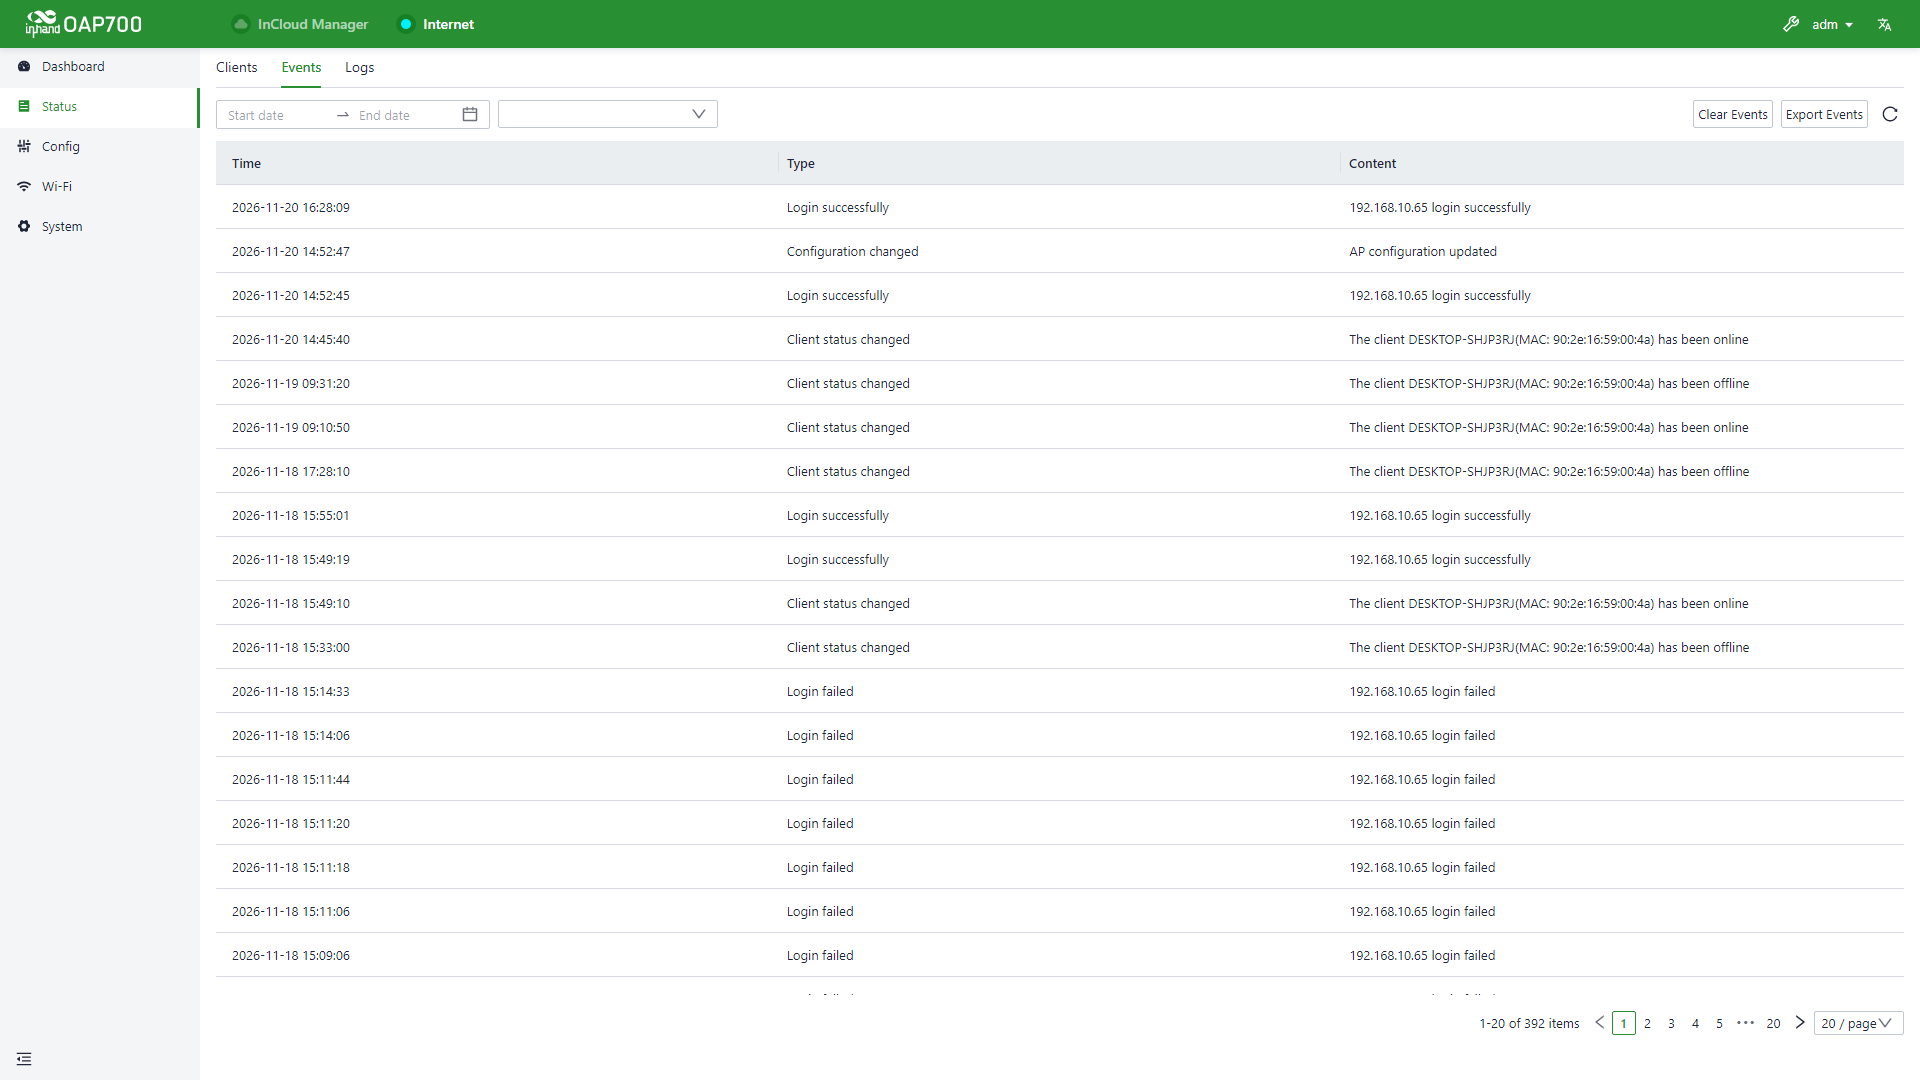 inhand OAP700
InCloud Manager
Internet
adm
Dashboard
Status
Config
Wi-Fi
System
Clients Events Logs
Start date End date
Clear Events Export Events
Time Type Content
2026-11-20 16:28:09 Login successfully 192.168.10.65 login successfully
2026-11-20 14:52:47 Configuration changed AP configuration updated
2026-11-20 14:52:45 Login successfully 192.168.10.65 login successfully
2026-11-20 14:45:40 Client status changed The client DESKTOP-SHJP3RJ(MAC: 90:2e:16:59:00:4a) has been online
2026-11-19 09:31:20 Client status changed The client DESKTOP-SHJP3RJ(MAC: 90:2e:16:59:00:4a) has been offline
2026-11-19 09:10:50 Client status changed The client DESKTOP-SHJP3RJ(MAC: 90:2e:16:59:00:4a) has been online
2026-11-18 17:28:10 Client status changed The client DESKTOP-SHJP3RJ(MAC: 90:2e:16:59:00:4a) has been offline
2026-11-18 15:55:01 Login successfully 192.168.10.65 login successfully
2026-11-18 15:49:19 Login successfully 192.168.10.65 login successfully
2026-11-18 15:49:10 Client status changed The client DESKTOP-SHJP3RJ(MAC: 90:2e:16:59:00:4a) has been online
2026-11-18 15:33:00 Client status changed The client DESKTOP-SHJP3RJ(MAC: 90:2e:16:59:00:4a) has been offline
2026-11-18 15:14:33 Login failed 192.168.10.65 login failed
2026-11-18 15:14:06 Login failed 192.168.10.65 login failed
2026-11-18 15:11:44 Login failed 192.168.10.65 login failed
2026-11-18 15:11:20 Login failed 192.168.10.65 login failed
2026-11-18 15:11:18 Login failed 192.168.10.65 login failed
2026-11-18 15:11:06 Login failed 192.168.10.65 login failed
2026-11-18 15:09:06 Login failed 192.168.10.65 login failed
1-20 of 392 items 1 2 3 4 5 ••• 20 20 / page